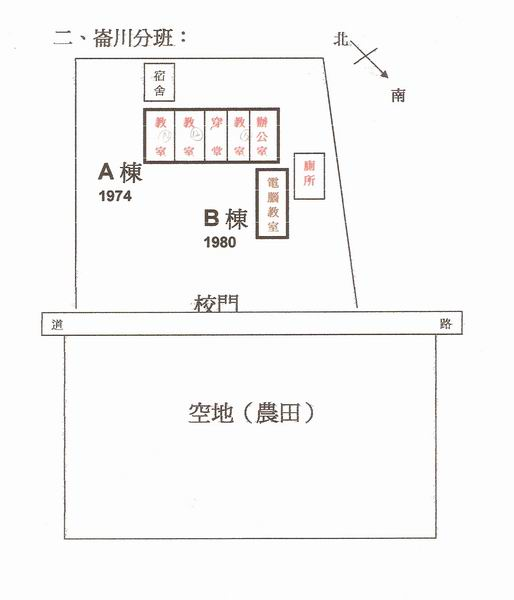 二、崙川分班：
北
南
宿舍
教室
教室
穿堂
教室
辦公室
廁所
A棟
1974
電腦教室
B棟
1980
校門
道路
空地（農田）